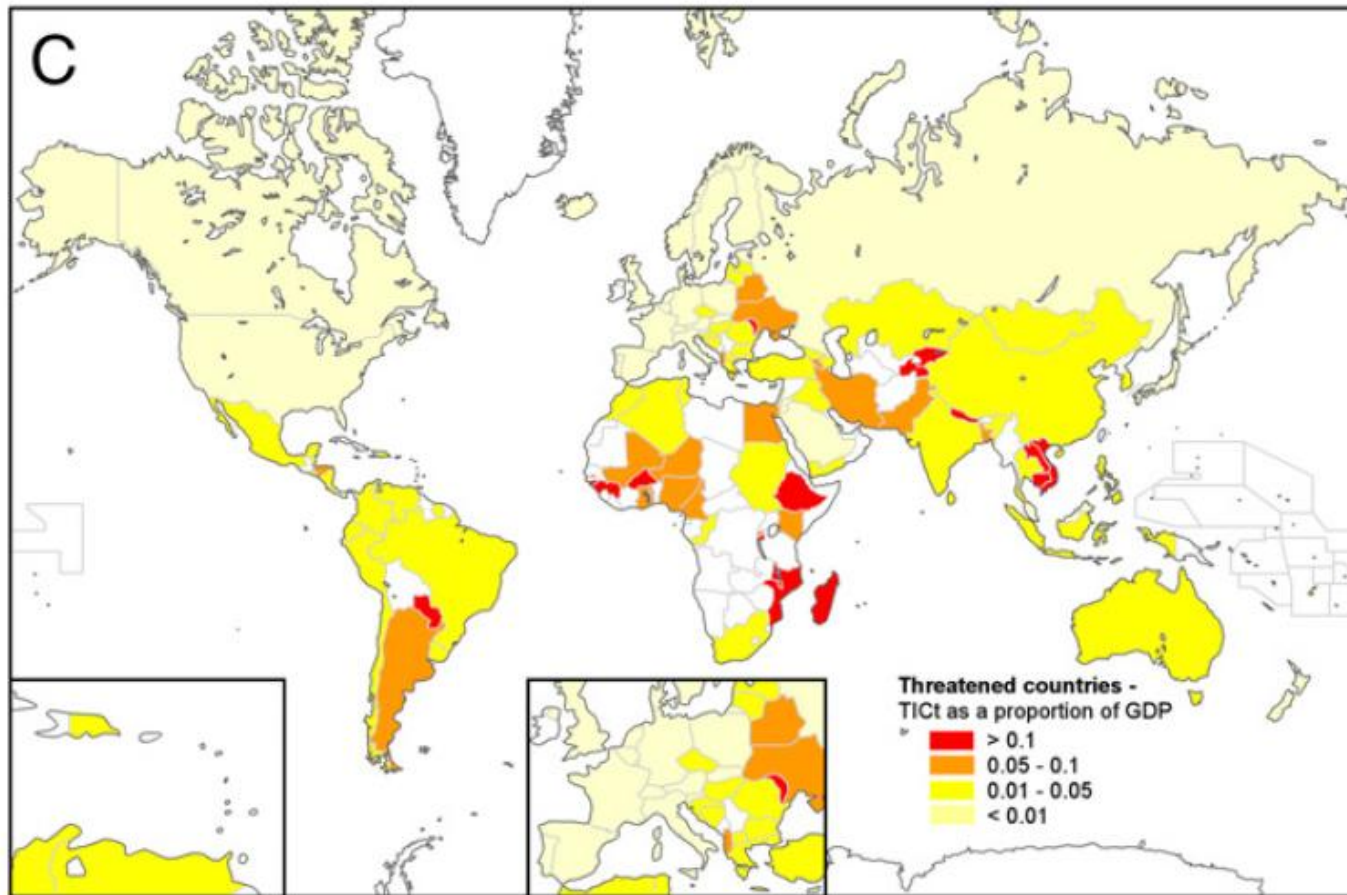 C
Threatened countries -
TICt as a proportion of GDP
> 0.1
0.05 - 0.1
0.01 - 0.05
< 0.01